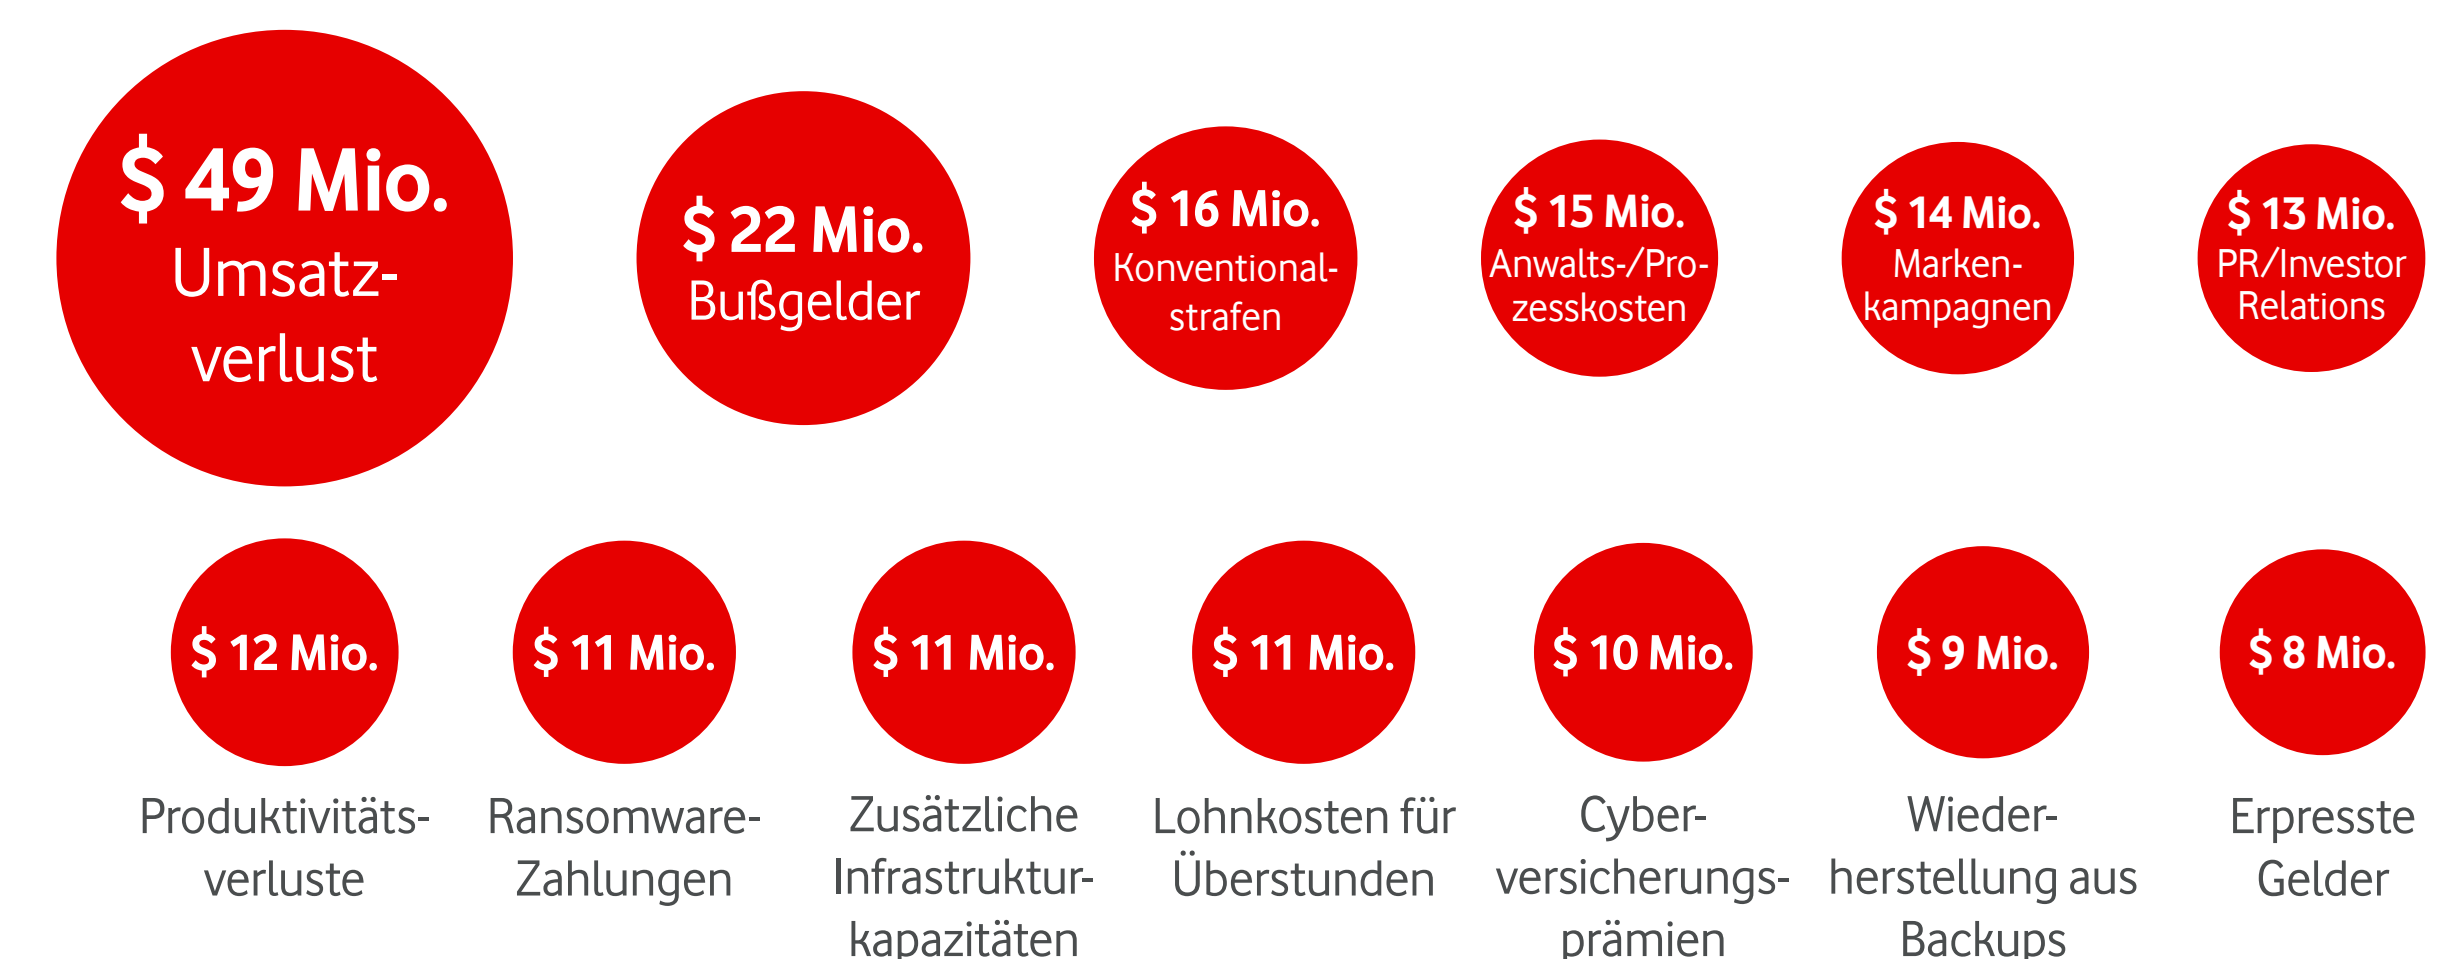 $ 49 Mio.
Umsatz-
verlust
$ 22 Mio.
Bußgelder
$ 16 Mio.
Konventional-
strafen
$ 15 Mio.
Anwalts-/Pro-
zesskosten
$ 14 Mio.
Marken-
kampagnen
$ 13 Mio.
PR/Investor
Relations
$ 12 Mio.
Produktivitäts-
verluste
$ 11 Mio.
Ransomware-
Zahlungen
$ 11 Mio.
Zusätzliche
Infrastruktur-
kapazitäten
$ 11 Mio.
Lohnkosten für
Überstunden
$ 10 Mio.
Cyber-
versicherungs-
prämien
$ 9 Mio.
Wieder-
herstellung aus
Backups
$ 8 Mio.
Erpresste
Gelder